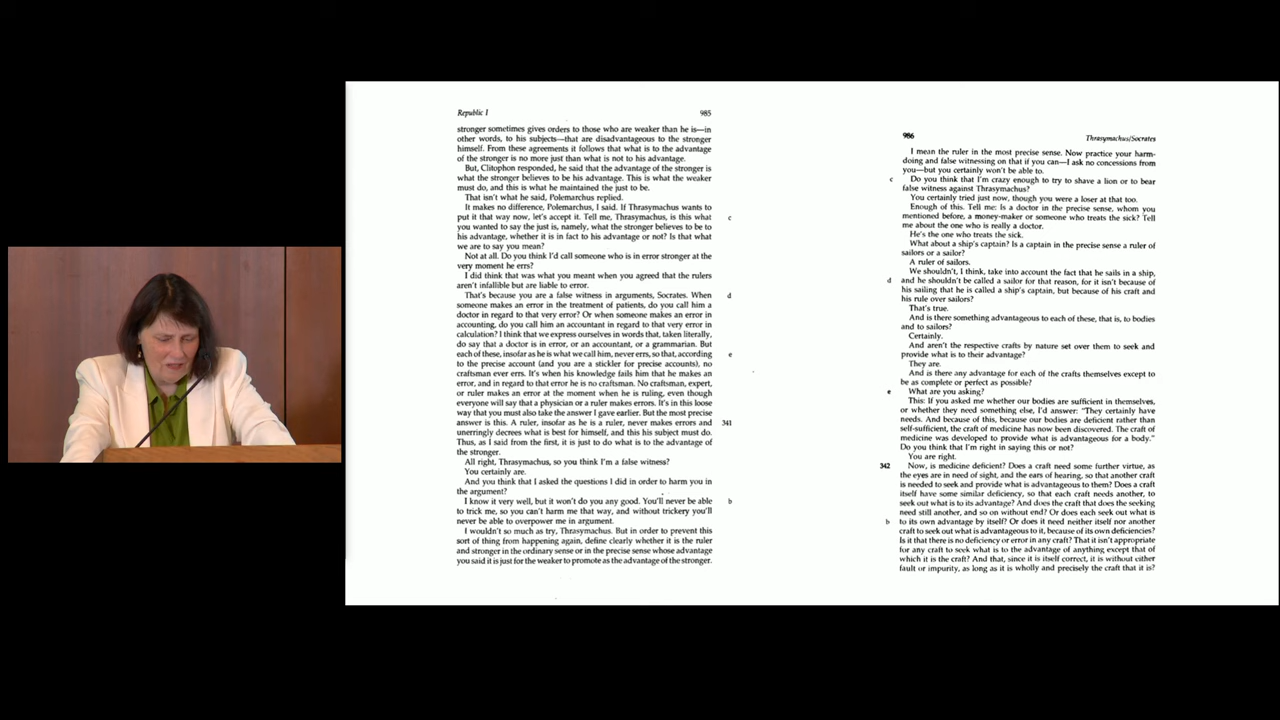 Republic I
985
stronger sometimes gives orders to those who are weaker than he is—in
other words, to his subjects—that are disadvantageous to the stronger
himself. From these agreements it follows that what is to the advantage
of the stronger is no more just than what is not to his advantage.
But, Clitophon responded, he said that the advantage of the stronger is
what the stronger believes to be his advantage. This is what the weaker
must do, and this is what he maintained the just to be.
That isn't what he said, Polemarchus replied.
It makes no difference, Polemarchus, I said. If Thrasymachus wants to
put it that way now, let's accept it. Tell me, Thrasymachus, is this what
c
you wanted to say the just is, namely, what the stronger believes to be to
his advantage, whether it is in fact to his advantage or not? Is that what
we are to say you mean?
Not at all. Do you think I'd call someone who is in error stronger at the
very moment he errs?
I did think that was what you meant when you agreed that the rulers
aren't infallible but are liable to error.
That's because you are a false witness in arguments, Socrates. When
d
someone makes an error in the treatment of patients, do you call him a
doctor in regard to that very error? Or when someone makes an error in
accounting, do you call him an accountant in regard to that very error in
calculation? I think that we express ourselves in words that, taken literally,
do say that a doctor is in error, or an accountant, or a grammarian. But
each of these, insofar as he is what we call him, never errs, so that, according
e
to the precise account (and you are a stickler for precise accounts), no
craftsman ever errs. It's when his knowledge fails him that he makes an
error, and in regard to that error he is no craftsman. No craftsman, expert,
or ruler makes an error at the moment when he is ruling, even though
everyone will say that a physician or a ruler makes errors. It's in this loose
way that you must also take the answer I gave earlier. But the most precise
answer is this. A ruler, insofar as he is a ruler, never makes errors and
341
unerringly decrees what is best for himself, and this his subject must do.
Thus, as I said from the first, it is just to do what is to the advantage of
the stronger.
All right, Thrasymachus, so you think I'm a false witness?
You certainly are.
And you think that I asked the questions I did in order to harm you in
the argument?
I know it very well, but it won't do you any good. You'll never be able
b
to trick me, so you can't harm me that way, and without trickery you'll
never be able to overpower me in argument.
I wouldn't so much as try, Thrasymachus. But in order to prevent this
sort of thing from happening again, define clearly whether it is the ruler
and stronger in the ordinary sense or in the precise sense whose advantage
you said it is just for the weaker to promote as the advantage of the stronger.
986
Thrasymachus/Socrates
I mean the ruler in the most precise sense. Now practice your harm-
doing and false witnessing on that if you can—I ask no concessions from
you—but you certainly won't be able to.
c
Do you think that I'm crazy enough to try to shave a lion or to bear
false witness against Thrasymachus?
You certainly tried just now, though you were a loser at that too.
Enough of this. Tell me: Is a doctor in the precise sense, whom you
mentioned before, a money-maker or someone who treats the sick? Tell
me about the one who is really a doctor.
He's the one who treats the sick.
What about a ship's captain? Is a captain in the precise sense a ruler of
sailors or a sailor?
A ruler of sailors.
We shouldn't, I think, take into account the fact that he sails in a ship,
d
and he shouldn't be called a sailor for that reason, for it isn't because of
his sailing that he is called a ship's captain, but because of his craft and
his rule over sailors?
That's true.
And is there something advantageous to each of these, that is, to bodies
and to sailors?
Certainly.
And aren't the respective crafts by nature set over them to seek and
provide what is to their advantage?
They are.
And is there any advantage for each of the crafts themselves except to
be as complete or perfect as possible?
e
What are you asking?
This: If you asked me whether our bodies are sufficient in themselves,
or whether they need something else, I'd answer: "They certainly have
needs. And because of this, because our bodies are deficient rather than
self-sufficient, the craft of medicine has now been discovered. The craft of
medicine was developed to provide what is advantageous for a body."
Do you think that I'm right in saying this or not?
You are right.
342
Now, is medicine deficient? Does a craft need some further virtue, as
the eyes are in need of sight, and the ears of hearing, so that another craft
is needed to seek and provide what is advantageous to them? Does a craft
itself have some similar deficiency, so that each craft needs another, to
seek out what is to its advantage? And does the craft that does the seeking
need still another, and so on without end? Or does each seek out what is
b
to its own advantage by itself? Or does it need neither itself nor another
craft to seek out what is advantageous to it, because of its own deficiencies?
Is it that there is no deficiency or error in any craft? That it isn't appropriate
for any craft to seek what is to the advantage of anything except that of
which it is the craft? And that, since it is itself correct, it is without either
fault or impurity, as long as it is wholly and precisely the craft that it is?